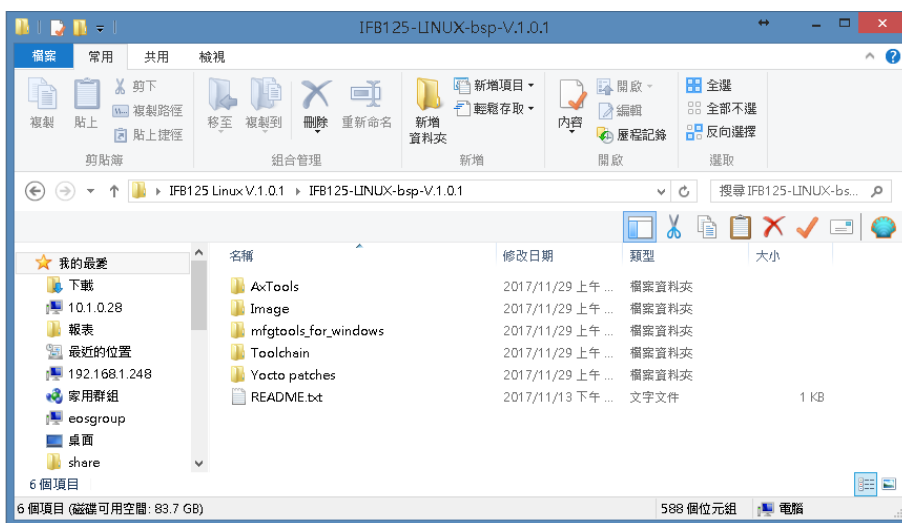 IFB125-LINUX-bsp-V.1.0.1
檔案 常用 共用 檢視
複製 貼上 剪下 複製路徑 貼上捷徑 移至 複製到 刪除 重新命名 新增資料夾 新增項目 輕鬆存取 內容 開啟 編輯 歷程記錄 全選 全部不選 反向選擇
剪貼簿 組合管理 新增 開啟 選取
IFB125 Linux V.1.0.1 IFB125-LINUX-bsp-V.1.0.1 搜尋 IFB125-LINUX-bs...
名稱 修改日期 類型 大小
我的最愛
下載
10.1.0.28
報表
最近的位置
192.168.1.248
家用群組
eosgroup
桌面
share
AxTools 2017/11/29 上午 ... 檔案資料夾
Image 2017/11/29 上午 ... 檔案資料夾
mfgtools_for_windows 2017/11/29 上午 ... 檔案資料夾
Toolchain 2017/11/29 上午 ... 檔案資料夾
Yocto patches 2017/11/29 上午 ... 檔案資料夾
README.txt 2017/11/13 下午 ... 文字文件 1 KB
6 個項目
6 個項目 (磁碟可用空間: 83.7 GB) 588 個位元組 電腦